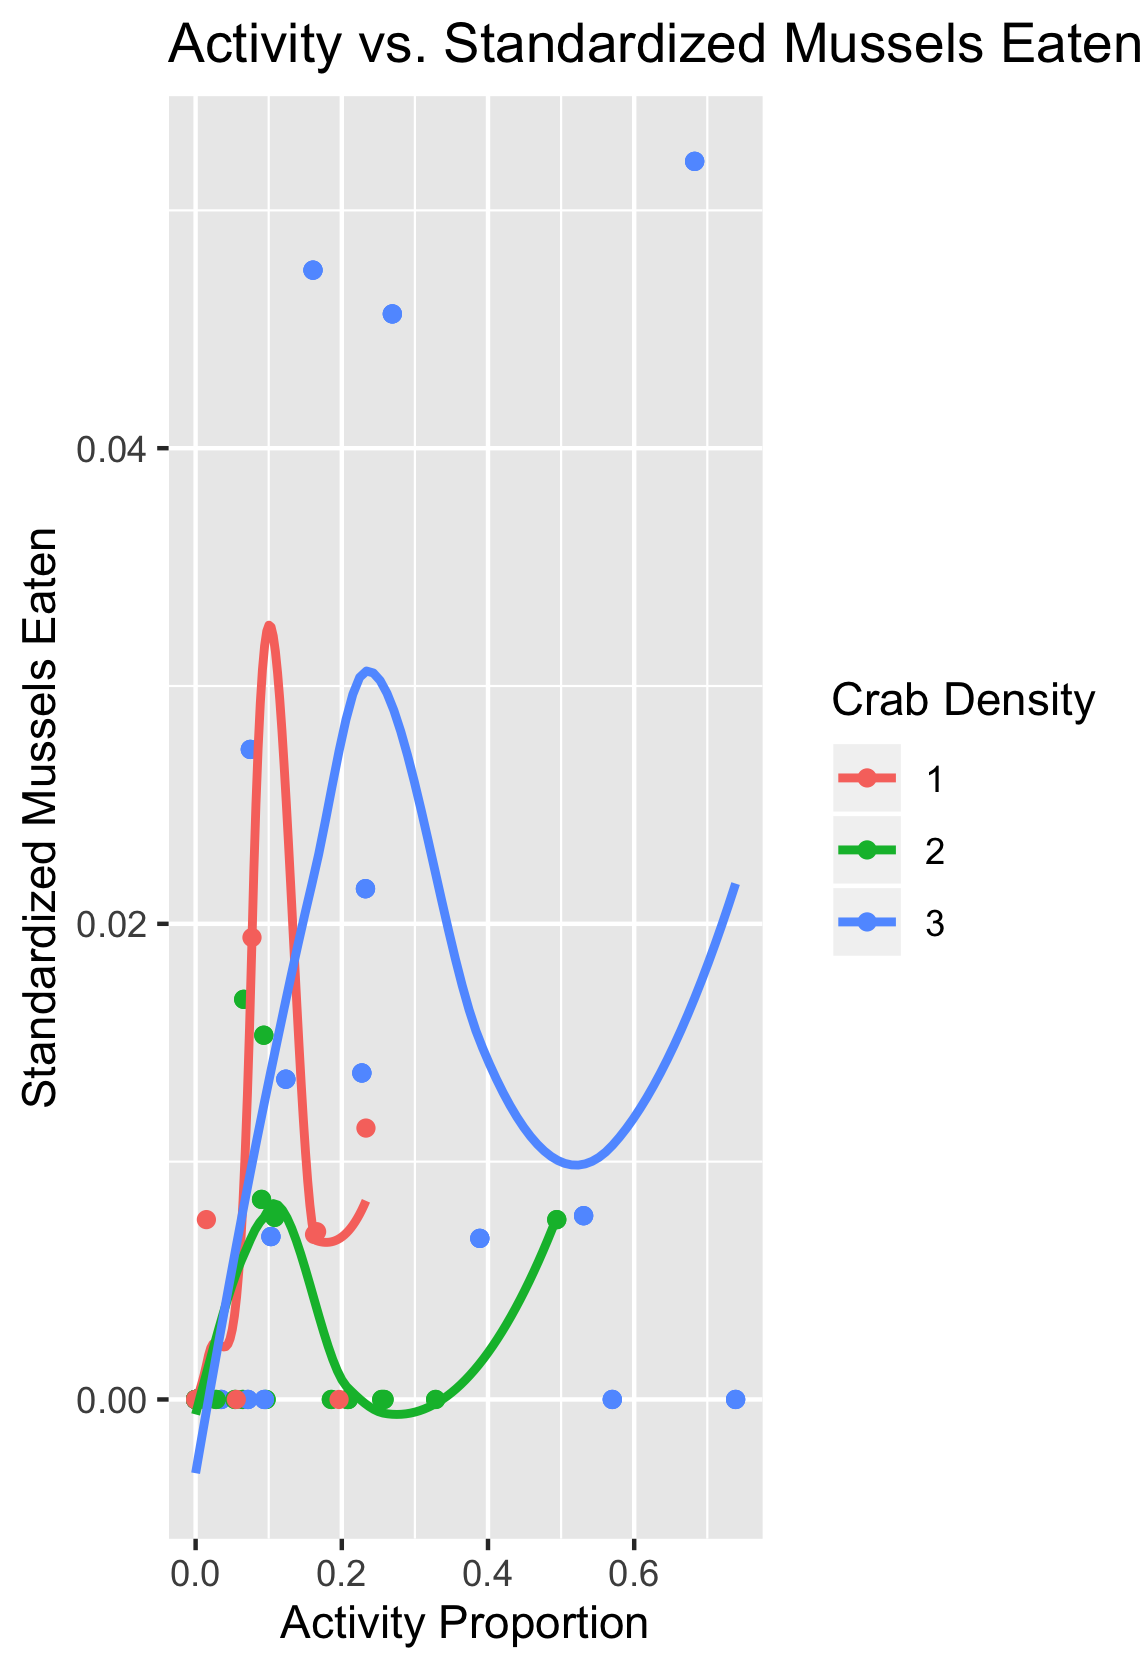 Activity vs. Standardized Mussels Eaten
Standardized Mussels Eaten
0.04
0.02
0.00
0.0 0.2 0.4 0.6
Activity Proportion
Crab Density
1
2
3